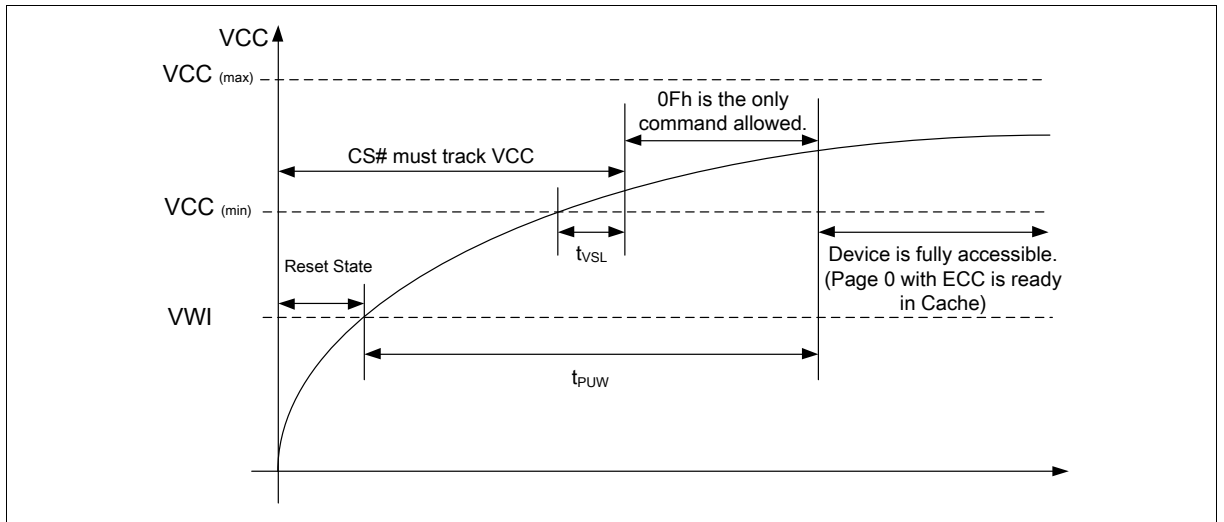 VCC
VCC (max)
0Fh is the only
command allowed.
CS# must track VCC
VCC (min)
tVSL
Device is fully accessible.
(Page 0 with ECC is ready
in Cache)
Reset State
VWI
tPUW